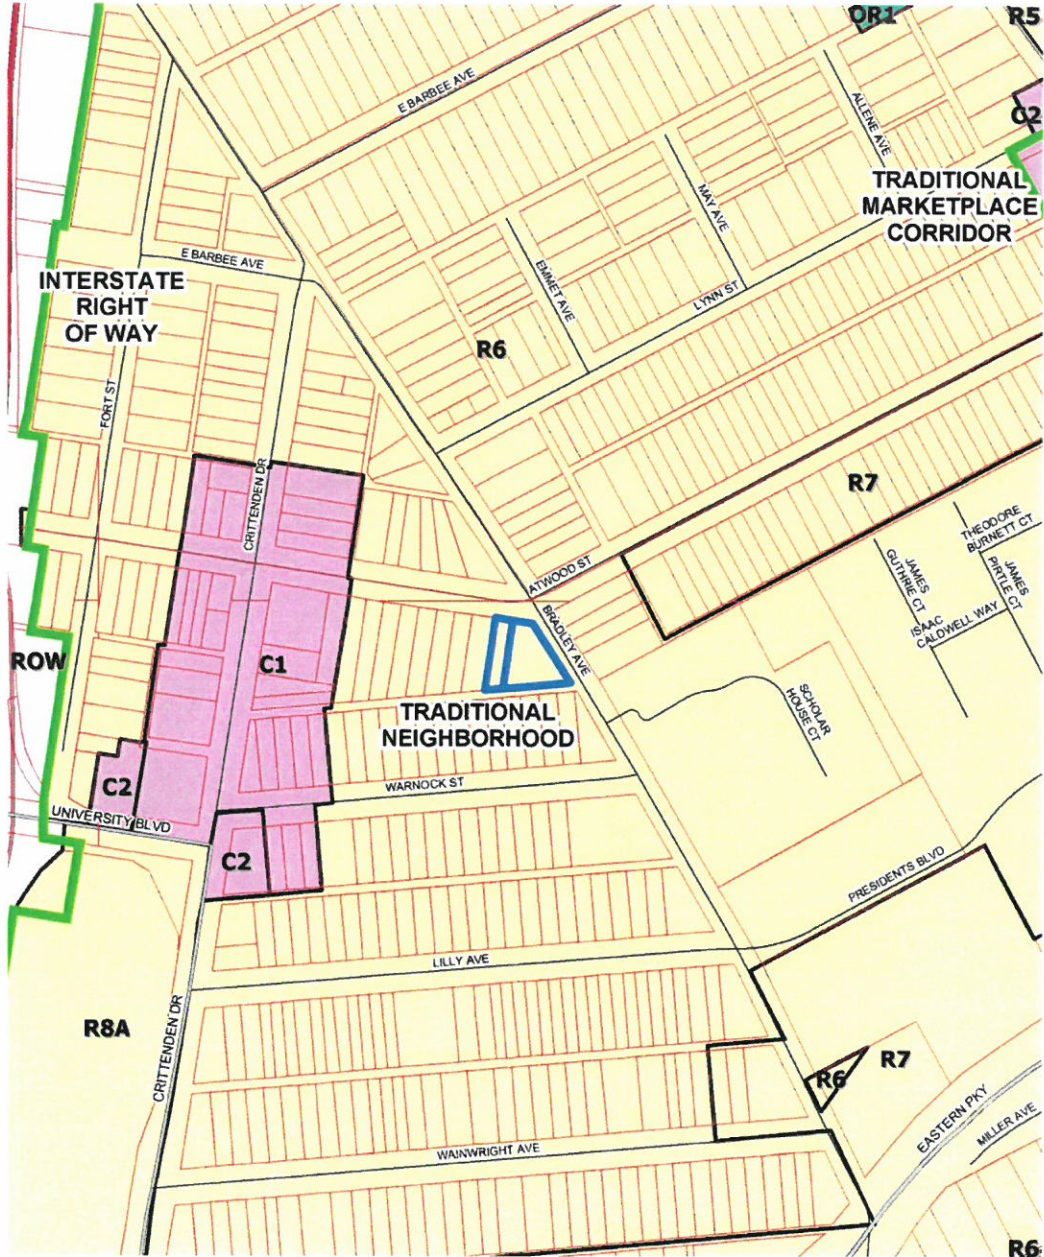 OR1
R5
E BARBEE AVE
ALLENE AVE
C2
TRADITIONAL
MARKETPLACE
CORRIDOR
MAY AVE
E BARBEE AVE
EMMET AVE
INTERSTATE
RIGHT
OF WAY
LYNN ST
R6
FORT ST
CRITTENDEN DR
R7
THEODORE
BURNETT CT
JAMES
GUTHRIE CT
JAMES
PIRTLE CT
ATWOOD ST
BRADLEY AVE
ISAAC
CALDWELL WAY
ROW
C1
SCHOLAR
HOUSE CT
TRADITIONAL
NEIGHBORHOOD
C2
WARNOCK ST
UNIVERSITY BLVD
C2
PRESIDENTS BLVD
LILLY AVE
R8A
CRITTENDEN DR
R6
R7
EASTERN PKY
MILLER AVE
WAINWRIGHT AVE
R6